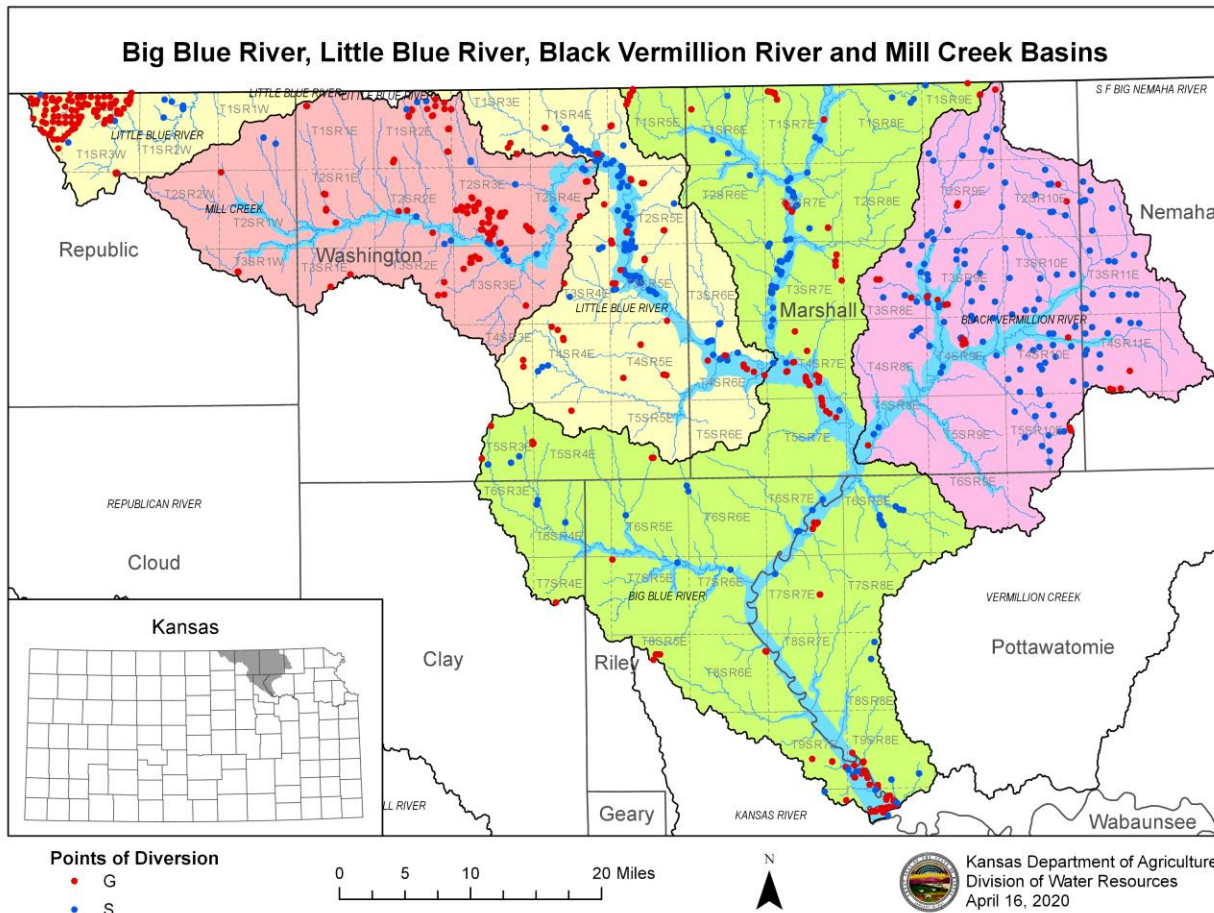 Big Blue River, Little Blue River, Black Vermillion River and Mill Creek Basins
LITTLE BLUE RIVER
LITTLE BLUE RIVER
S F BIG NEMAHA RIVER
T1SR3E
T1SR4E
T1SR5E
T1SR6E
T1SR7E
T1SR8E
T1SR9E
T1SR1W
LITTLE BLUE RIVER
T1SR2W
T1SR3W
T1SR1E
T1SR2E
T2SR2W
T2SR1E
T2SR3E
T2SR4E
T2SR6E
T2SR7E
T2SR8E
T2SR9E
T2SR10E
Nemaha
MILL CREEK
T2SR1W
T2SR2E
T2SR5E
Republic
Washington
T3SR1W
T3SR1E
T3SR2E
T3SR3E
T3SR4E
T3SR5E
T3SR6E
T3SR7E
T3SR8E
T3SR9E
T3SR10E
T3SR11E
LITTLE BLUE RIVER
Marshall
BLACK VERMILLION RIVER
T4SR3E
T4SR4E
T4SR5E
T4SR6E
T4SR7E
T4SR8E
T4SR9E
T4SR10E
T4SR11E
T5SR3E
T5SR4E
T5SR5E
T5SR6E
T5SR7E
T5SR8E
T5SR9E
T5SR10E
REPUBLICAN RIVER
T6SR3E
T6SR4E
T6SR5E
T6SR6E
T6SR7E
T6SR8E
T6SR9E
Cloud
T7SR4E
T7SR5E
T7SR6E
T7SR7E
T7SR8E
BIG BLUE RIVER
VERMILLION CREEK
Kansas
Clay
Riley
Pottawatomie
T8SR5E
T8SR6E
T8SR7E
T8SR8E
T9SR7E
T9SR8E
LL RIVER
Geary
KANSAS RIVER
Wabaunsee
Points of Diversion
G
S
0 5 10 20 Miles
N
Kansas Department of Agriculture
Division of Water Resources
April 16, 2020